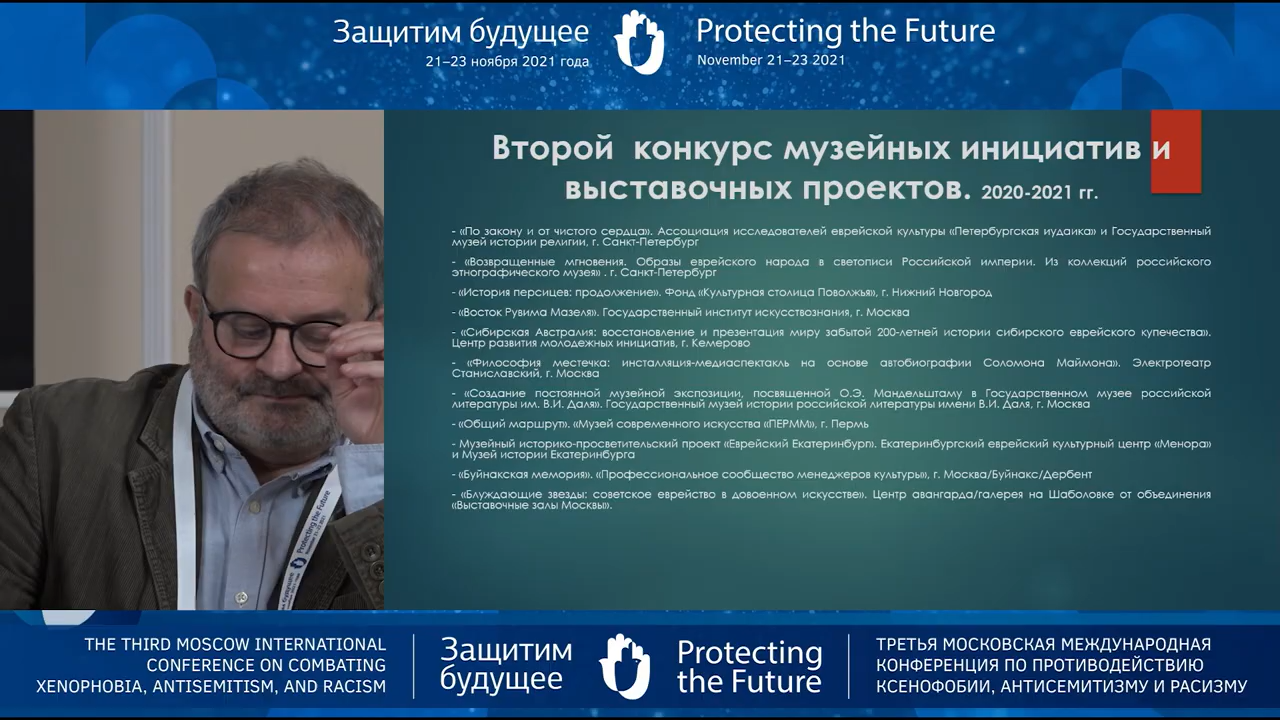 Защитим будущее
21–23 ноября 2021 года
Protecting the Future
November 21–23 2021
Второй конкурс музейных инициатив и
выставочных проектов. 2020-2021 гг.
- «По закону и от чистого сердца». Ассоциация исследователей еврейской культуры «Петербургская иудаика» и Государственный
музей истории религии, г. Санкт-Петербург
- «Возвращенные мгновения. Образы еврейского народа в светописи Российской империи. Из коллекций российского
этнографического музея» . г. Санкт-Петербург
- «История персицев: продолжение». Фонд «Культурная столица Поволжья», г. Нижний Новгород
- «Восток Рувима Мазеля». Государственный институт искусствознания, г. Москва
- «Сибирская Австралия: восстановление и презентация миру забытой 200-летней истории сибирского еврейского купечества».
Центр развития молодежных инициатив, г. Кемерово
- «Философия местечка: инсталляция-медиаспектакль на основе автобиографии Соломона Маймона». Электротеатр
Станиславский, г. Москва
- «Создание постоянной музейной экспозиции, посвященной О.Э. Мандельштаму в Государственном музее российской
литературы им. В.И. Даля». Государственный музей истории российской литературы имени В.И. Даля, г. Москва
- «Общий маршрут». «Музей современного искусства «ПЕРММ», г. Пермь
- Музейный историко-просветительский проект «Еврейский Екатеринбург». Екатеринбургский еврейский культурный центр «Менора»
и Музей истории Екатеринбурга
- «Буйнакская мемория». «Профессиональное сообщество менеджеров культуры», г. Москва/Буйнакс/Дербент
- «Блуждающие звезды: советское еврейство в довоенном искусстве». Центр авангарда/галерея на Шаболовке от объединения
«Выставочные залы Москвы».
Protecting the Future
THE THIRD MOSCOW INTERNATIONAL
CONFERENCE ON COMBATING
XENOPHOBIA, ANTISEMITISM, AND RACISM
Защитим
будущее
Protecting
the Future
ТРЕТЬЯ МОСКОВСКАЯ МЕЖДУНАРОДНАЯ
КОНФЕРЕНЦИЯ ПО ПРОТИВОДЕЙСТВИЮ
КСЕНОФОБИИ, АНТИСЕМИТИЗМУ И РАСИЗМУ